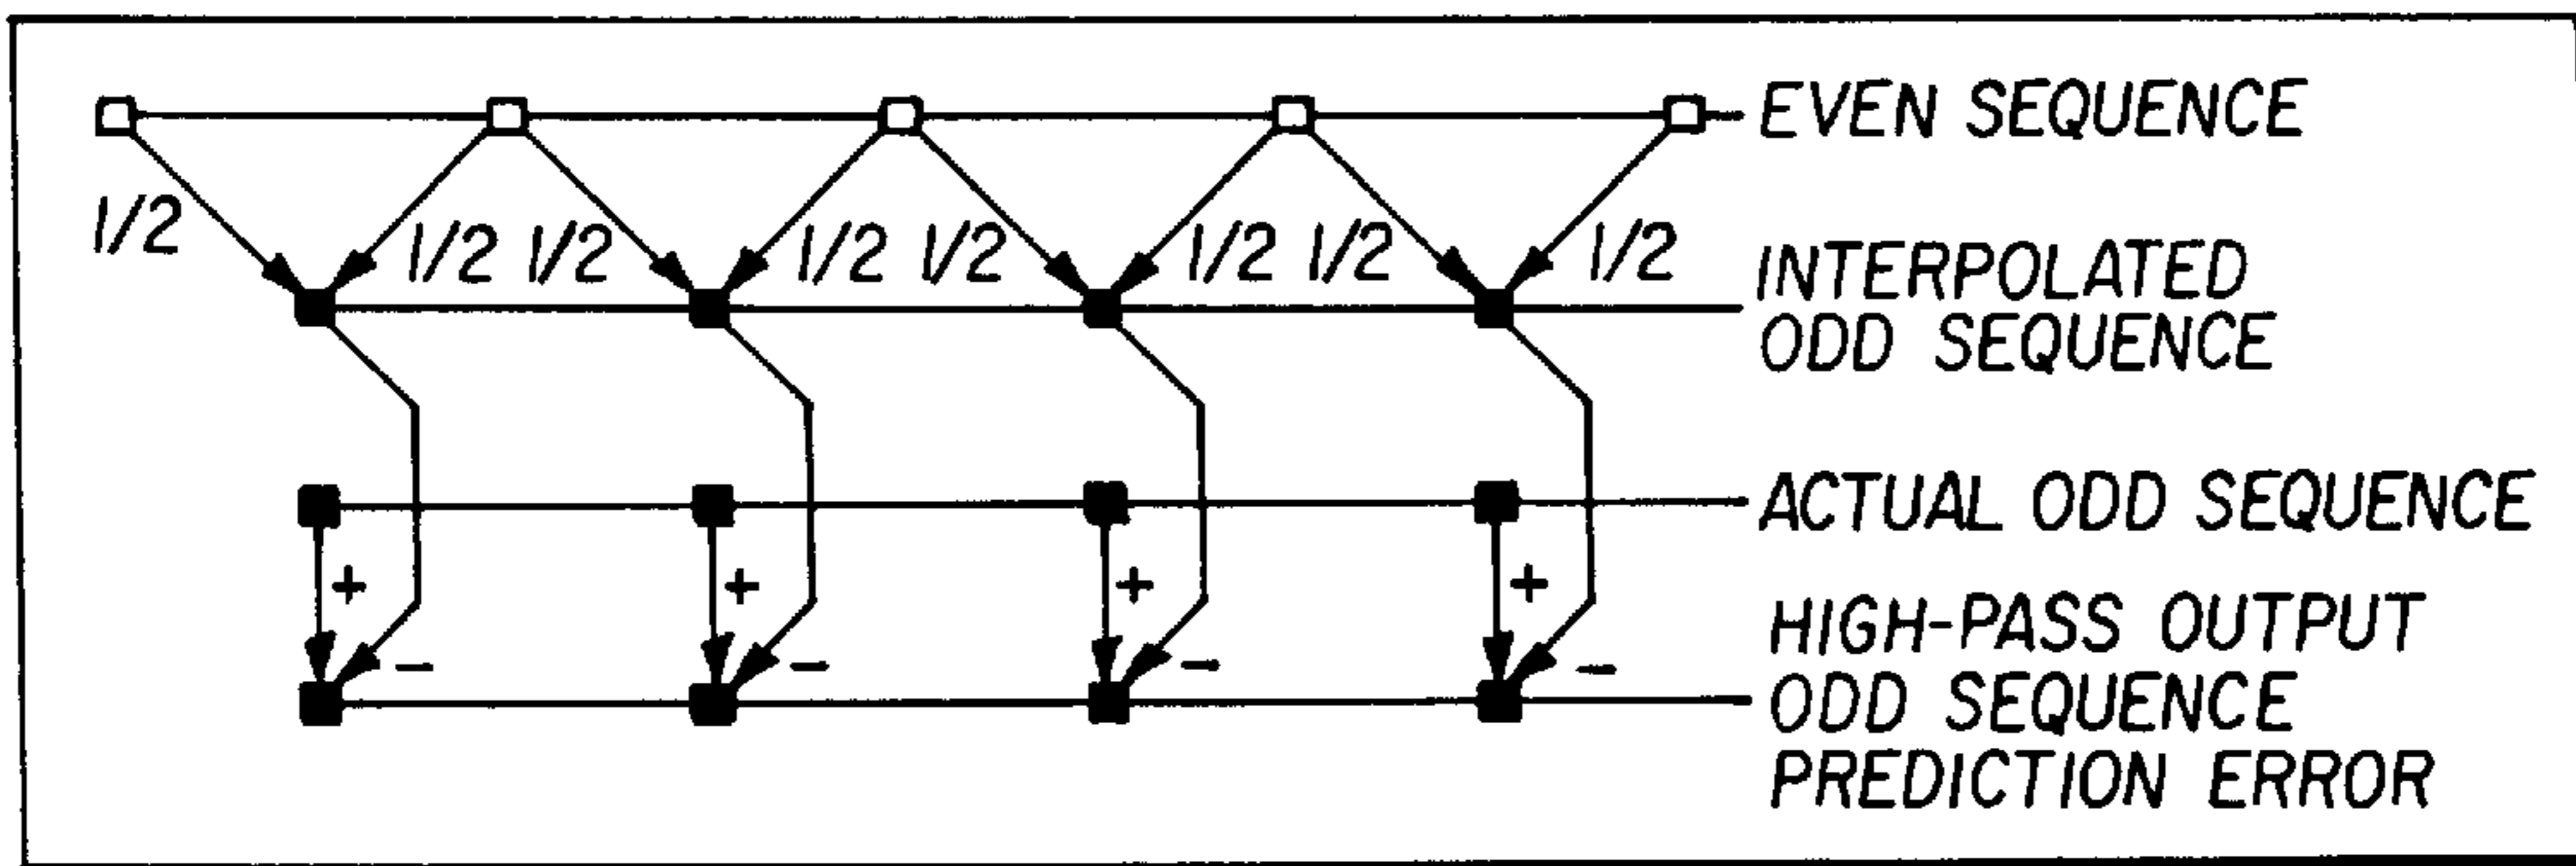 EVEN SEQUENCE
1/2
1/2 1/2 1/2 1/2 1/2 1/2 1/2
INTERPOLATED
ODD SEQUENCE
ACTUAL ODD SEQUENCE
+ + + +
HIGH-PASS OUTPUT
- - - -
ODD SEQUENCE
PREDICTION ERROR